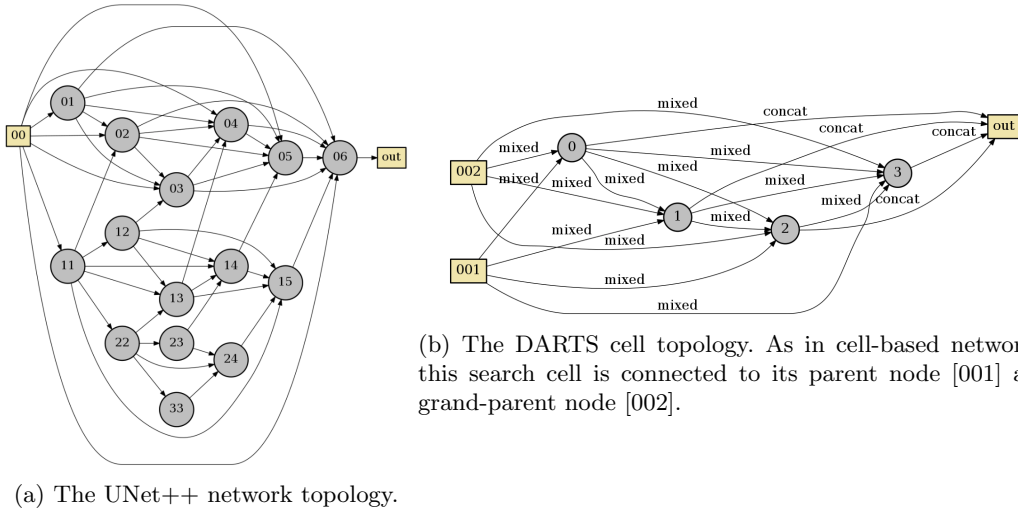 00
01
02
03
04
05
06
out
11
12
13
14
15
22
23
24
33
(a) The UNet++ network topology.
002
001
0
1
2
3
out
mixed
mixed
mixed
mixed
mixed
mixed
mixed
mixed
mixed
mixed
mixed
mixed
mixed
mixed
concat
concat
concat
concat
(b) The DARTS cell topology. As in cell-based networ
this search cell is connected to its parent node [001] a
grand-parent node [002].